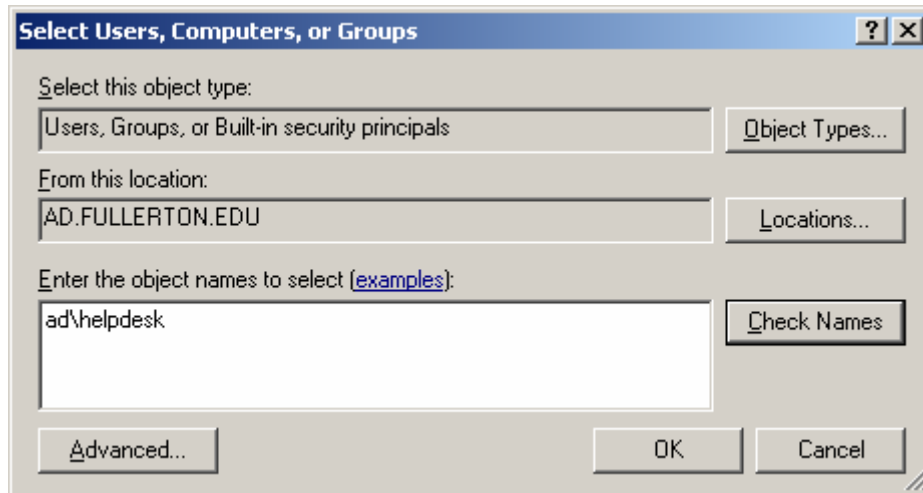 Select Users, Computers, or Groups
Select this object type:
Users, Groups, or Built-in security principals
Object Types...
From this location:
AD.FULLERTON.EDU
Locations...
Enter the object names to select (examples):
ad\helpdesk
Check Names
Advanced...
OK
Cancel